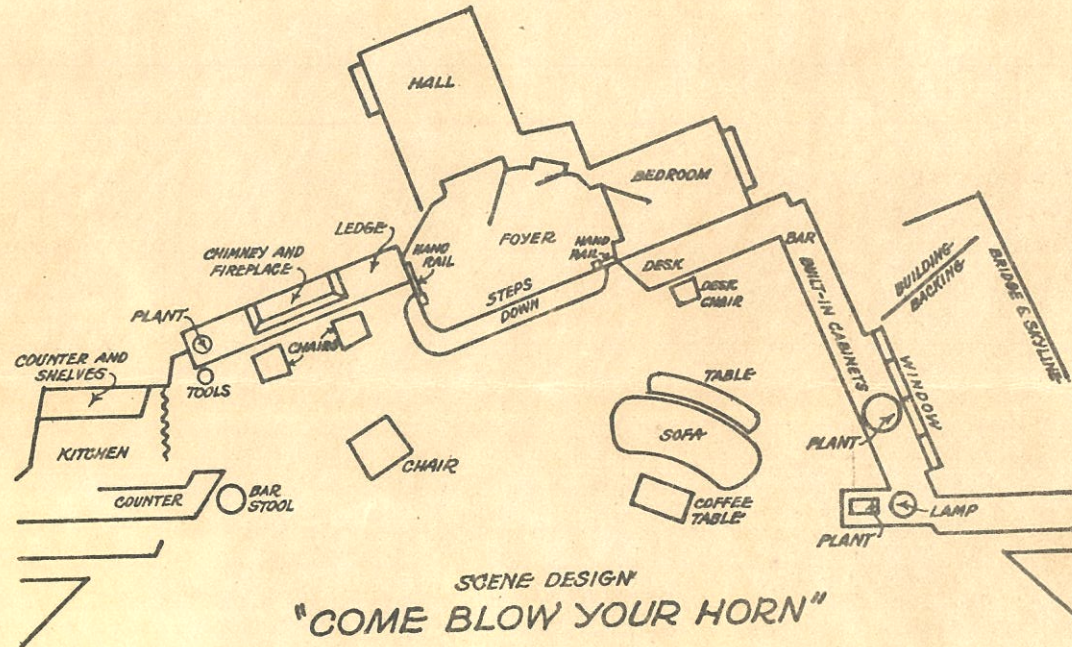 HALL
BEDROOM
FOYER
LEDGE
HAND
RAIL
HAND
RAIL
CHIMNEY AND
FIREPLACE
STEPS
DOWN
DESK
DESK
CHAIR
BAR
BUILT-IN CABINETS
BUILDING
BACKING
BRIDGE & SKYLINE
WINDOW
PLANT
CHAIRS
TOOLS
COUNTER AND
SHELVES
KITCHEN
COUNTER
BAR
STOOL
CHAIR
TABLE
SOFA
COFFEE
TABLE
PLANT
LAMP
PLANT
SCENE DESIGN
"COME BLOW YOUR HORN"